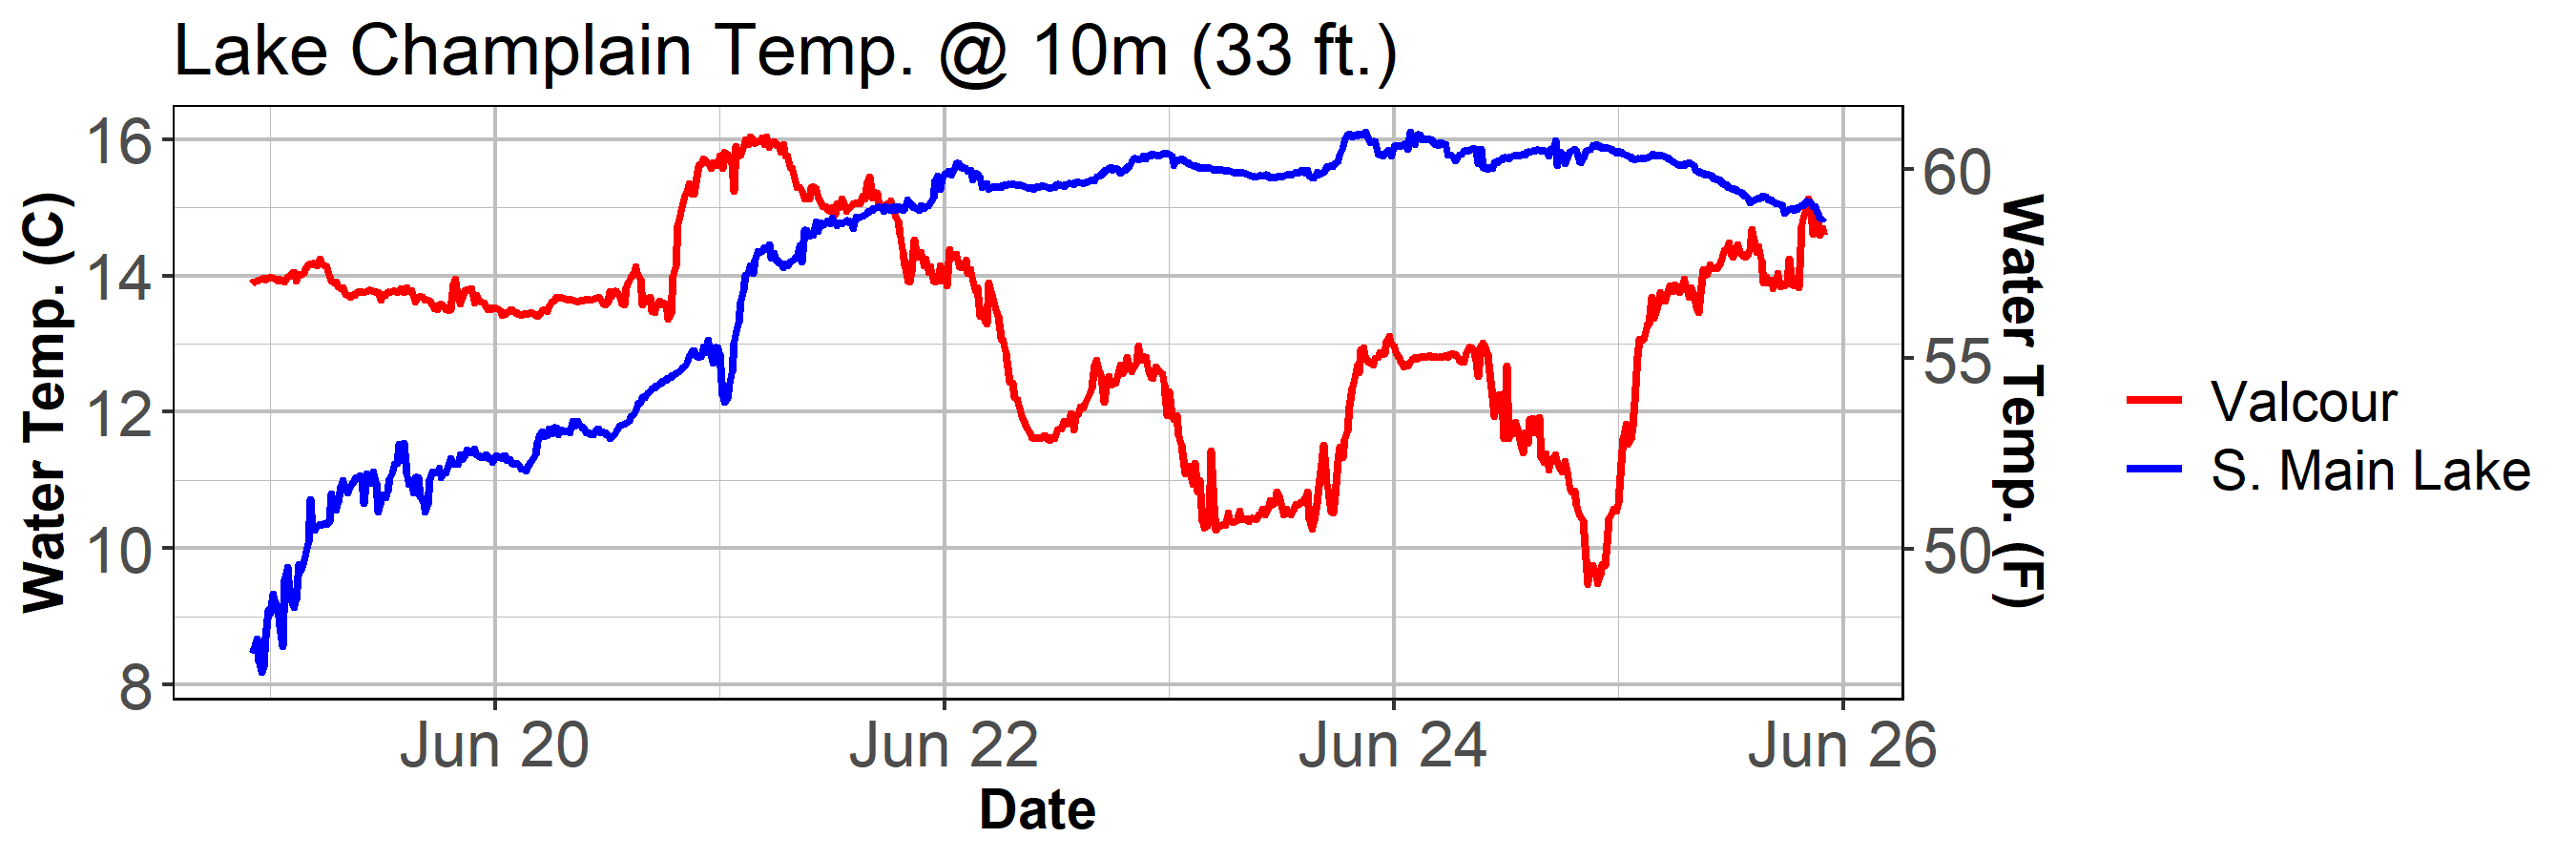 Lake Champlain Temp. @ 10m (33 ft.)
Water Temp. (C)
16
14
12
10
8
60
55
50
Water Temp. (F)
Jun 20
Jun 22
Jun 24
Jun 26
Date
Valcour
S. Main Lake